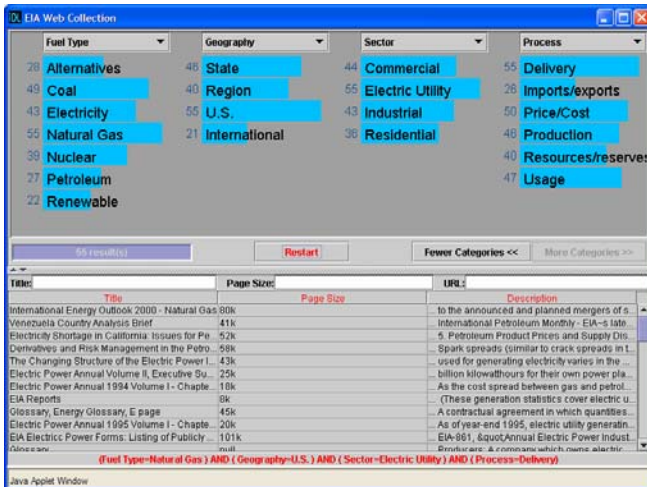 EIA Web Collection
Fuel Type Geography Sector Process
28 Alternatives 46 State 44 Commercial 55 Delivery
49 Coal 40 Region 55 Electric Utility 26 Imports/exports
43 Electricity 55 U.S. 43 Industrial 50 Price/Cost
55 Natural Gas 21 International 36 Residential 46 Production
39 Nuclear 40 Resources/reserves
27 Petroleum 47 Usage
22 Renewable
55 result(s) Restart Fewer Categories << More Categories >>
Title: Page Size: URL:
Title Page Size Description
International Energy Outlook 2000 - Natural Gas 80k ... to the announced and planned mergers of s...
Venezuela Country Analysis Brief 41k ... International Petroleum Monthly - EIA~s late...
Electricity Shortage in California: Issues for Pe... 52k ... 5. Petroleum Product Prices and Supply Dis...
Derivatives and Risk Management in the Petro... 58k ... Spark spreads (similar to crack spreads in t...
The Changing Structure of the Electric Power I... 43k ... used for generating electricity varies in the ...
Electric Power Annual Volume II, Executive Su... 25k ... billion kilowatthours for their own power pla...
Electric Power Annual 1994 Volume I - Chapte... 18k ... As the cost spread between gas and petrol...
EIA Reports 8k ... (These generation statistics cover electric u...
Glossary, Energy Glossary, E page 45k ... A contractual agreement in which quantities...
Electric Power Annual 1995 Volume I - Chapte... 20k ... As of year-end 1995, electric utility generatin...
EIA Electricc Power Forms: Listing of Publicly ... 101k ... EIA-861, &quot;Annual Electric Power Indust...
Glossary null ... Producers: A company which owns electric
(Fuel Type=Natural Gas ) AND ( Geography=U.S. ) AND ( Sector=Electric Utility ) AND ( Process=Delivery)
Java Applet Window